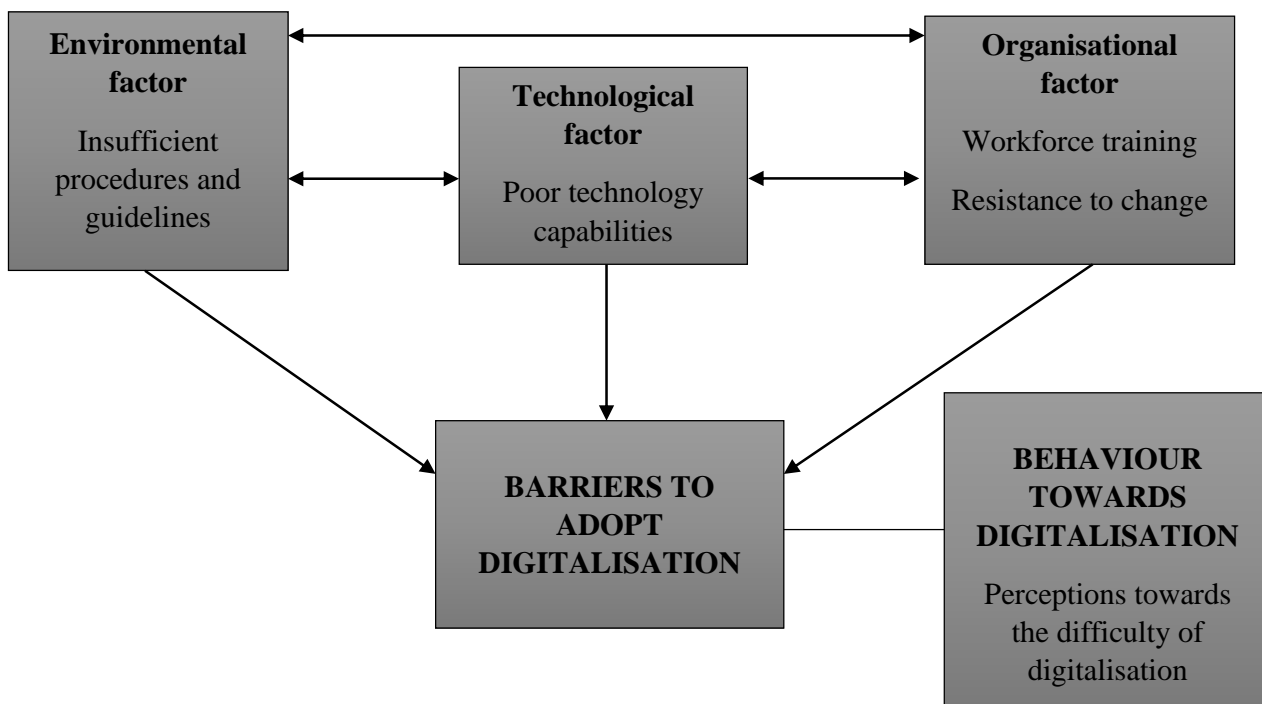 Environmental
factor
Insufficient
procedures and
guidelines
Technological
factor
Poor technology
capabilities
Organisational
factor
Workforce training
Resistance to change
BARRIERS TO
ADOPT
DIGITALISATION
BEHAVIOUR
TOWARDS
DIGITALISATION
Perceptions towards
the difficulty of
digitalisation